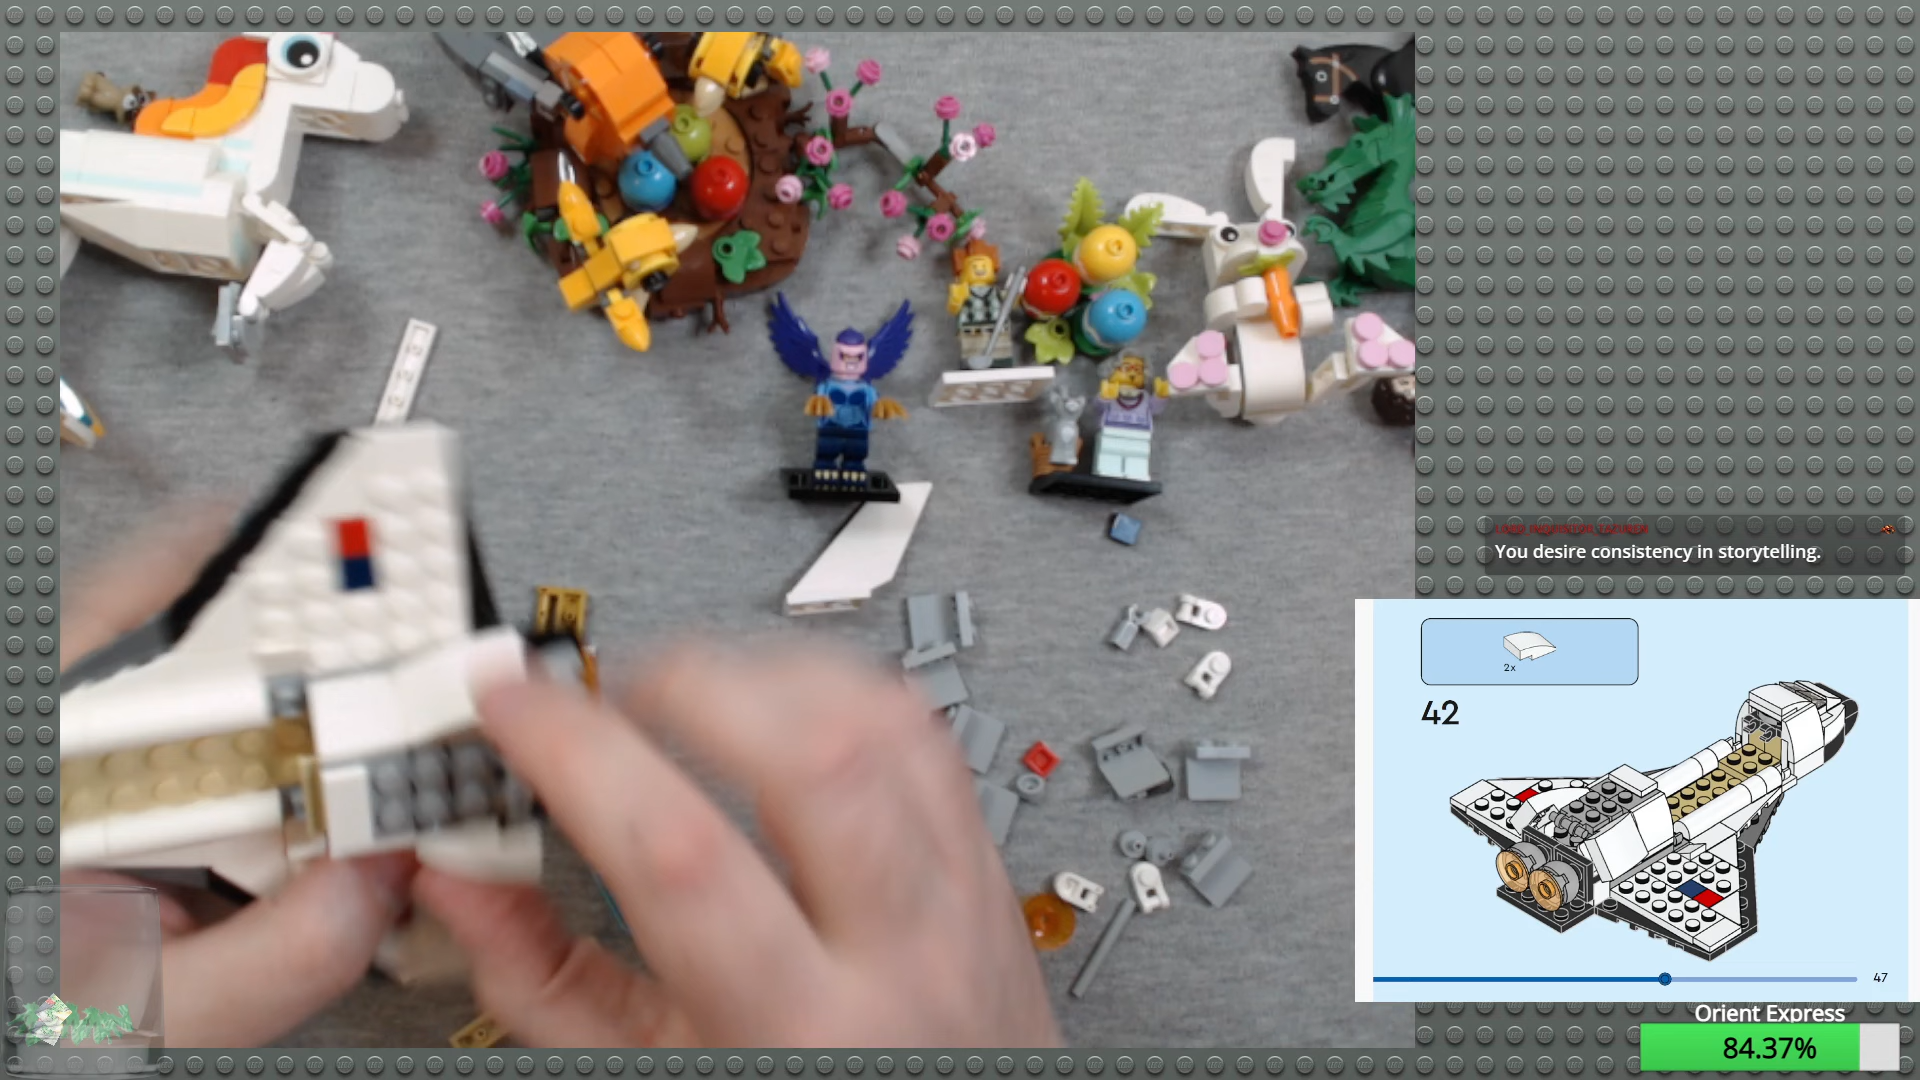 You desire consistency in storytelling.
2x
42
47
Orient Express
84.37%